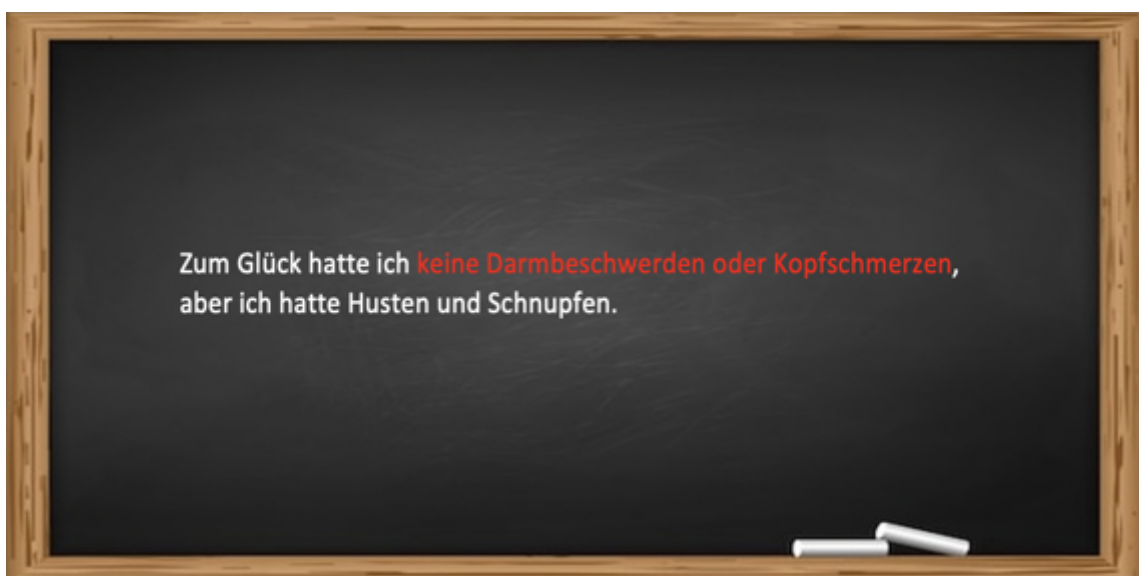 Zum Glück hatte ich keine Darmbeschwerden oder Kopfschmerzen,
aber ich hatte Husten und Schnupfen.